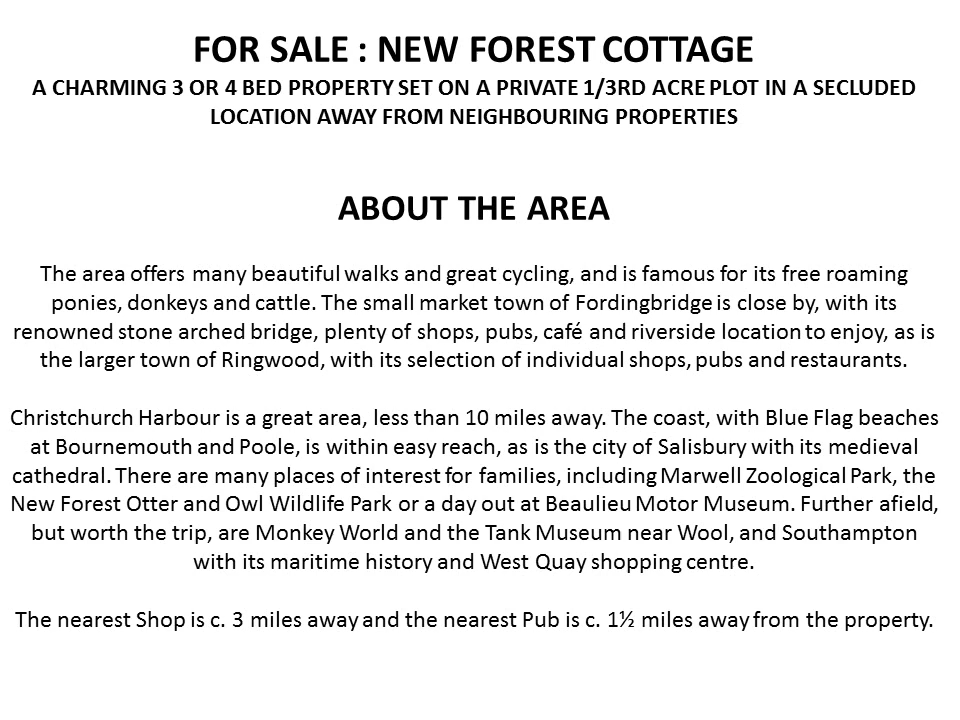 FOR SALE : NEW FOREST COTTAGE
A CHARMING 3 OR 4 BED PROPERTY SET ON A PRIVATE 1/3RD ACRE PLOT IN A SECLUDED
LOCATION AWAY FROM NEIGHBOURING PROPERTIES
ABOUT THE AREA
The area offers many beautiful walks and great cycling, and is famous for its free roaming
ponies, donkeys and cattle. The small market town of Fordingbridge is close by, with its
renowned stone arched bridge, plenty of shops, pubs, café and riverside location to enjoy, as is
the larger town of Ringwood, with its selection of individual shops, pubs and restaurants.
Christchurch Harbour is a great area, less than 10 miles away. The coast, with Blue Flag beaches
at Bournemouth and Poole, is within easy reach, as is the city of Salisbury with its medieval
cathedral. There are many places of interest for families, including Marwell Zoological Park, the
New Forest Otter and Owl Wildlife Park or a day out at Beaulieu Motor Museum. Further afield,
but worth the trip, are Monkey World and the Tank Museum near Wool, and Southampton
with its maritime history and West Quay shopping centre.
The nearest Shop is c. 3 miles away and the nearest Pub is c. 1½ miles away from the property.